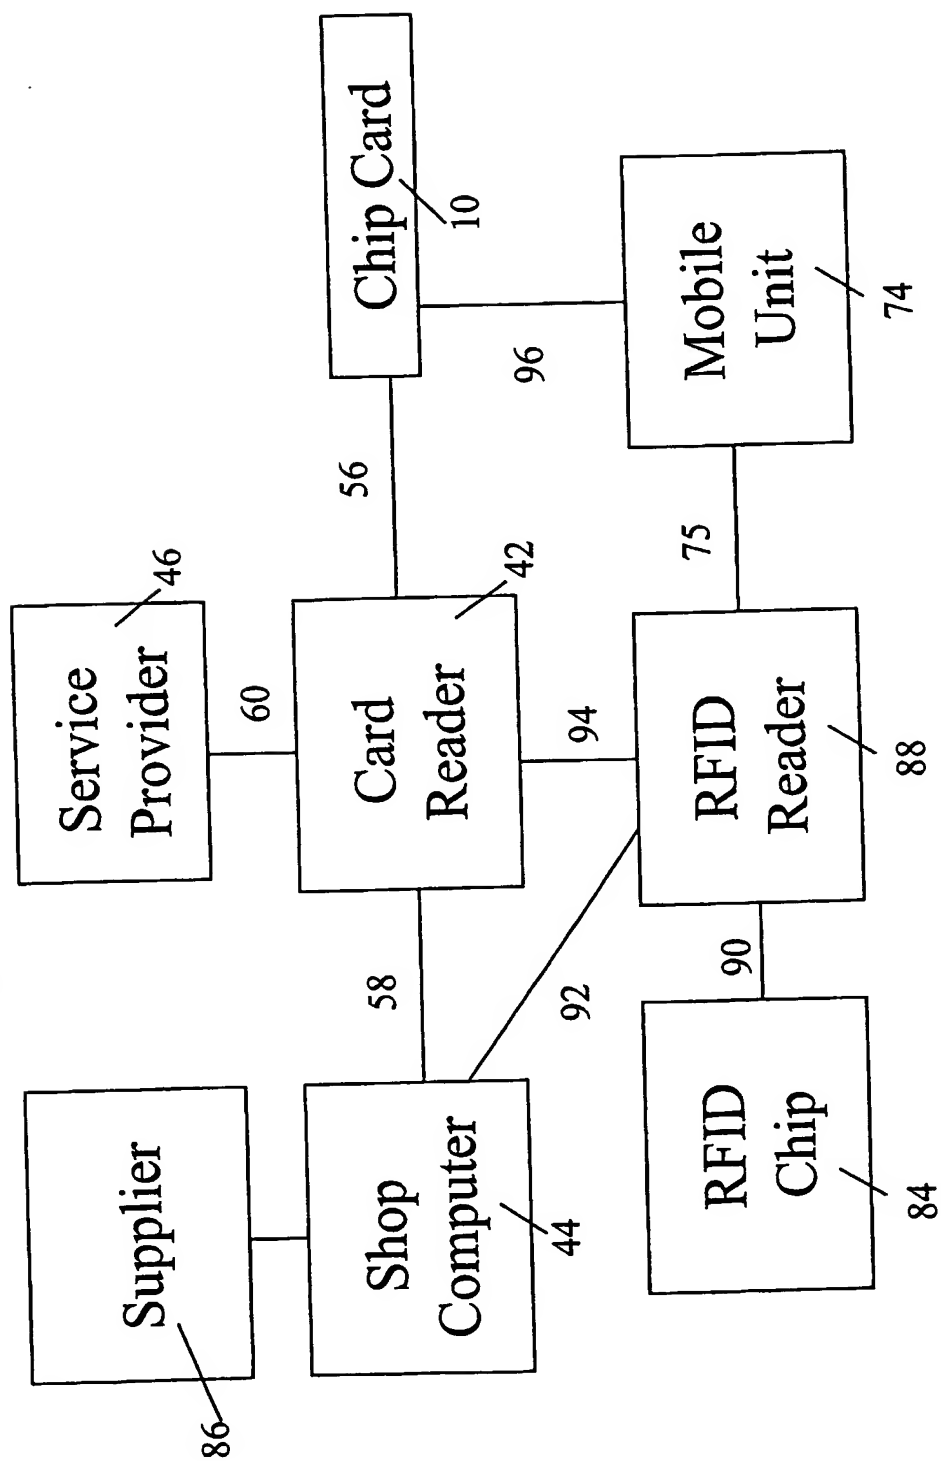 Supplier
86
Service
Provider
46
60
Shop
Computer
44
58
Card
Reader
42
56
Chip Card
10
92
94
96
RFID
Chip
84
90
RFID
Reader
88
75
Mobile
Unit
74